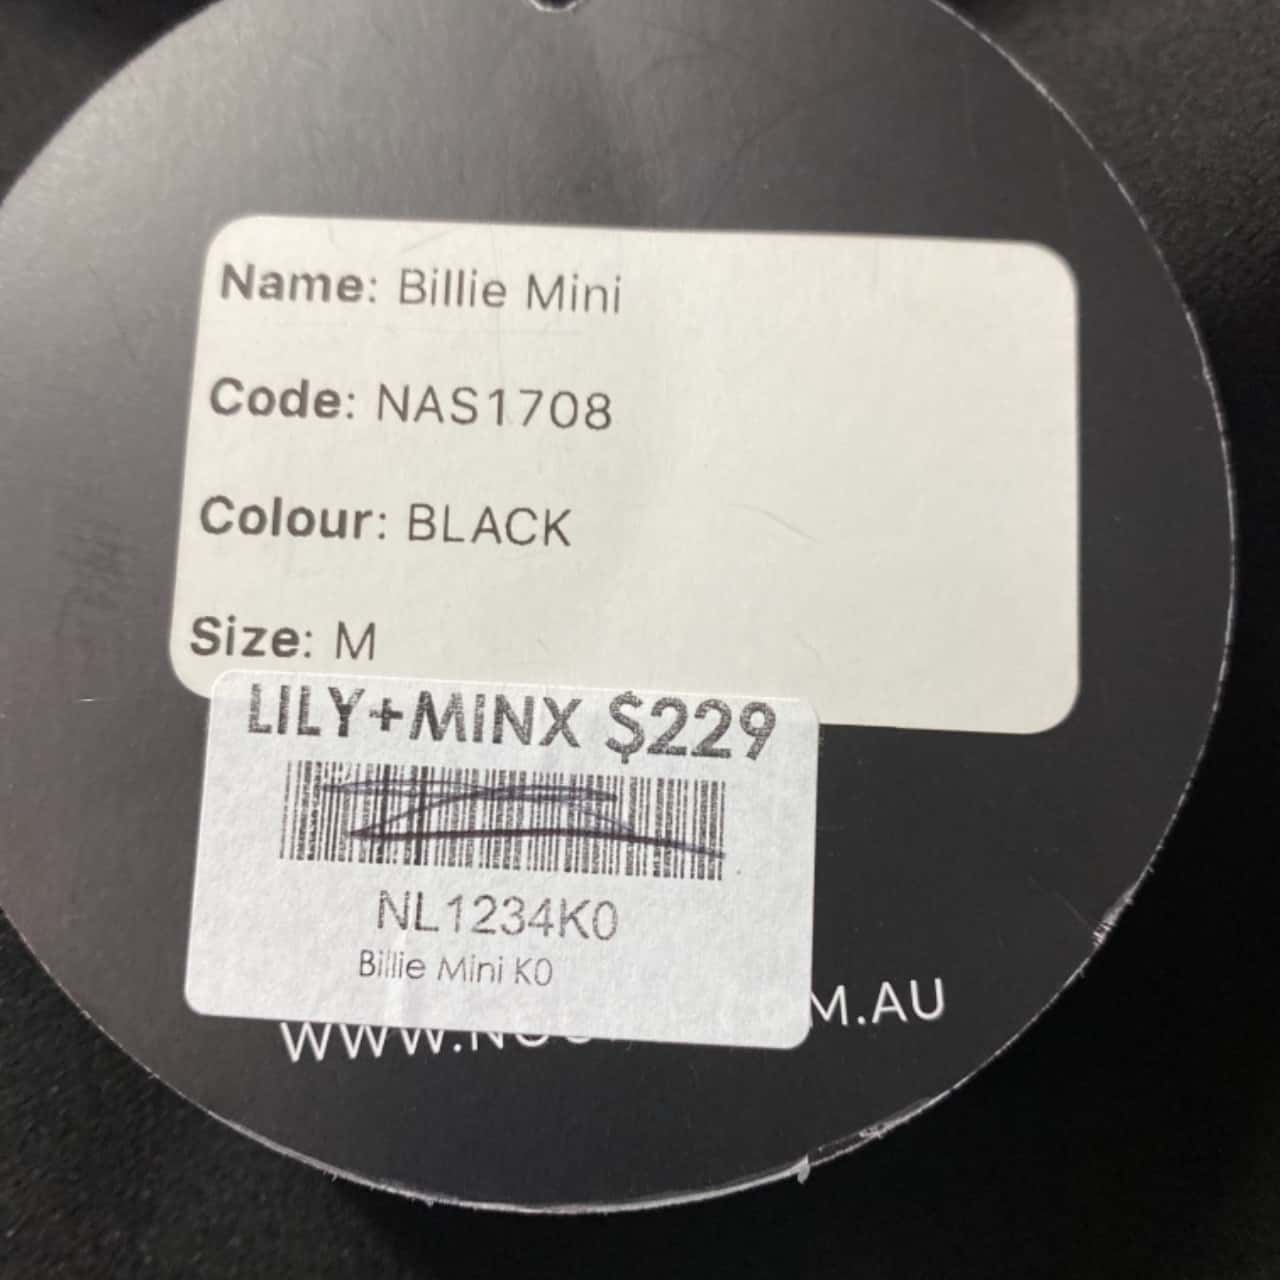 Name: Billie Mini
Code: NAS1708
Colour: BLACK
Size: M
LILY+MINX $229
NL1234K0
Billie Mini K0
M.AU